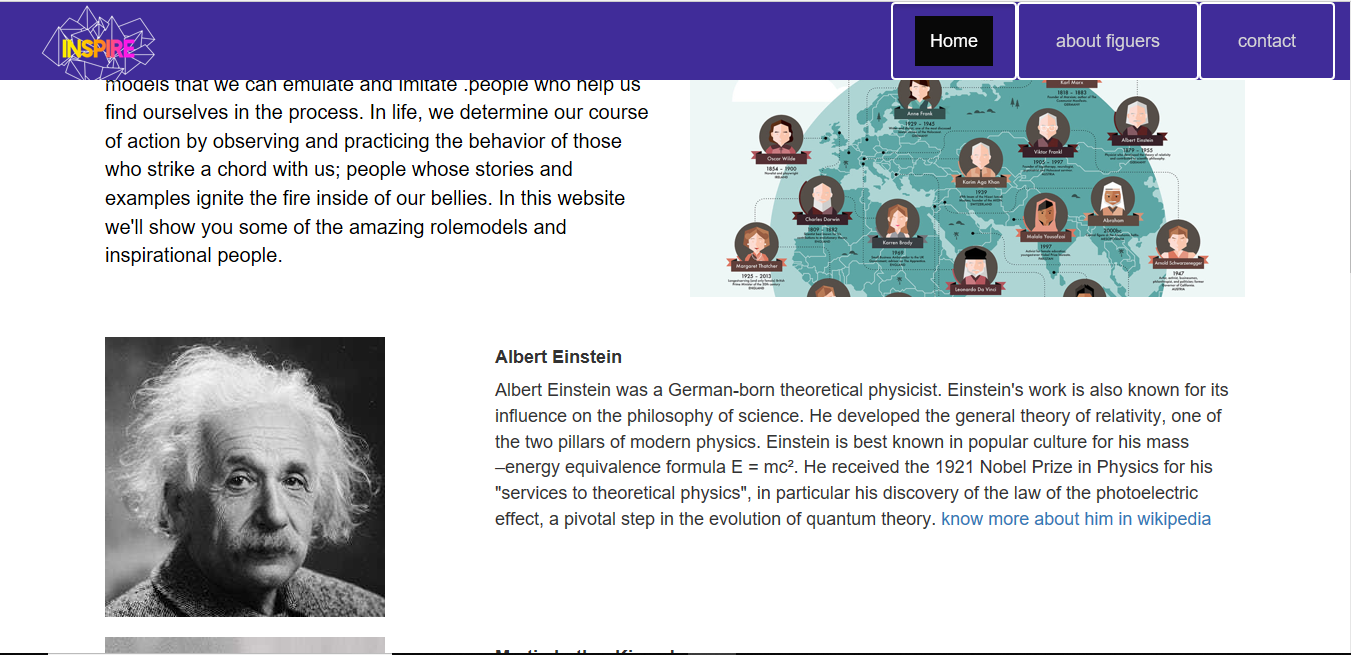 INSPIRE
Home
about figuers
contact
models that we can emulate and imitate .people who help us
find ourselves in the process. In life, we determine our course
of action by observing and practicing the behavior of those
who strike a chord with us; people whose stories and
examples ignite the fire inside of our bellies. In this website
we'll show you some of the amazing rolemodels and
inspirational people.
Karl Marx
1818 – 1883
Anne Frank
1929 – 1945
Albert Einstein
1879 – 1955
Oscar Wilde
1854 – 1900
Viktor Frankl
1905 – 1997
Karim Aga Khan
1939
Charles Darwin
1809 – 1882
Abraham
2000bc
Karren Brady
1969
Malala Yousafzai
1997
Margaret Thatcher
1925 – 2013
Arnold Schwarzenegger
1947
Leonardo Da Vinci
Albert Einstein
Albert Einstein was a German-born theoretical physicist. Einstein's work is also known for its
influence on the philosophy of science. He developed the general theory of relativity, one of
the two pillars of modern physics. Einstein is best known in popular culture for his mass
–energy equivalence formula E = mc². He received the 1921 Nobel Prize in Physics for his
"services to theoretical physics", in particular his discovery of the law of the photoelectric
effect, a pivotal step in the evolution of quantum theory. know more about him in wikipedia